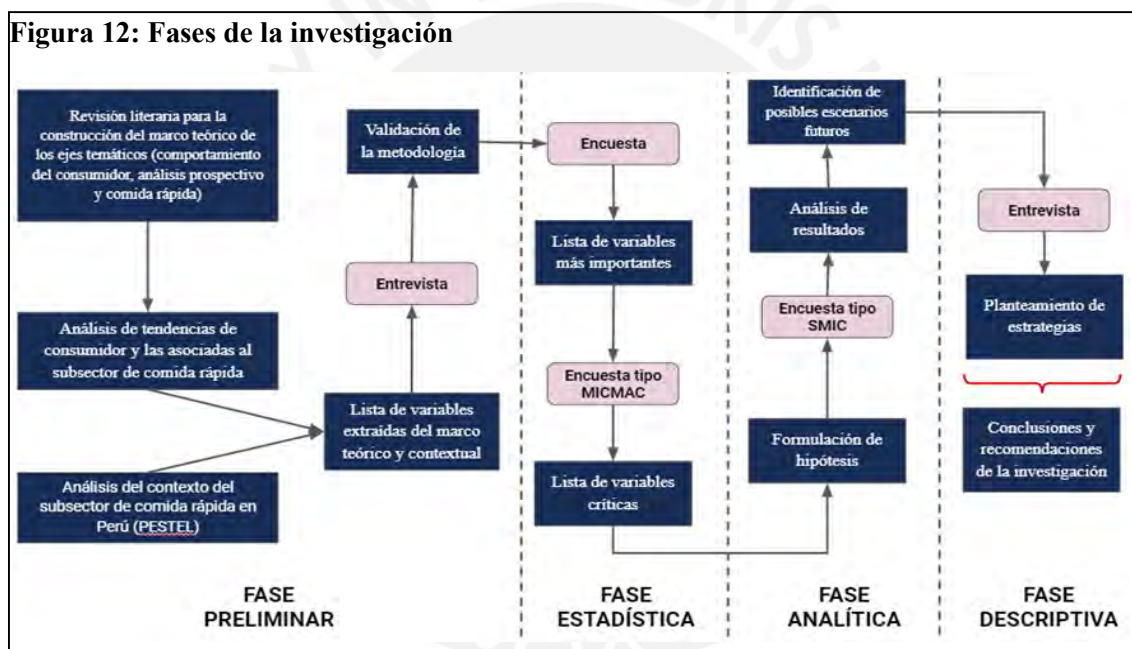 Figura 12: Fases de la investigación
Revisión literaria para la
construcción del marco teórico de
los ejes temáticos (comportamiento
del consumidor, análisis prospectivo
y comida rápida)
Análisis de tendencias de
consumidor y las asociadas al
subsector de comida rápida
Análisis del contexto del
subsector de comida rápida en
Perú (PESTEL)
Validación de
la metodología
Entrevista
Lista de variables
extraídas del marco
teórico y contextual
FASE
PRELIMINAR
Encuesta
Lista de variables
más importantes
Encuesta tipo
MICMAC
Lista de variables
críticas
FASE
ESTADÍSTICA
Identificación de
posibles escenarios
futuros
Análisis de
resultados
Encuesta tipo
SMIC
Formulación de
hipótesis
FASE
ANALÍTICA
Entrevista
Planteamiento de
estrategias
Conclusiones y
recomendaciones
de la investigación
FASE
DESCRIPTIVA